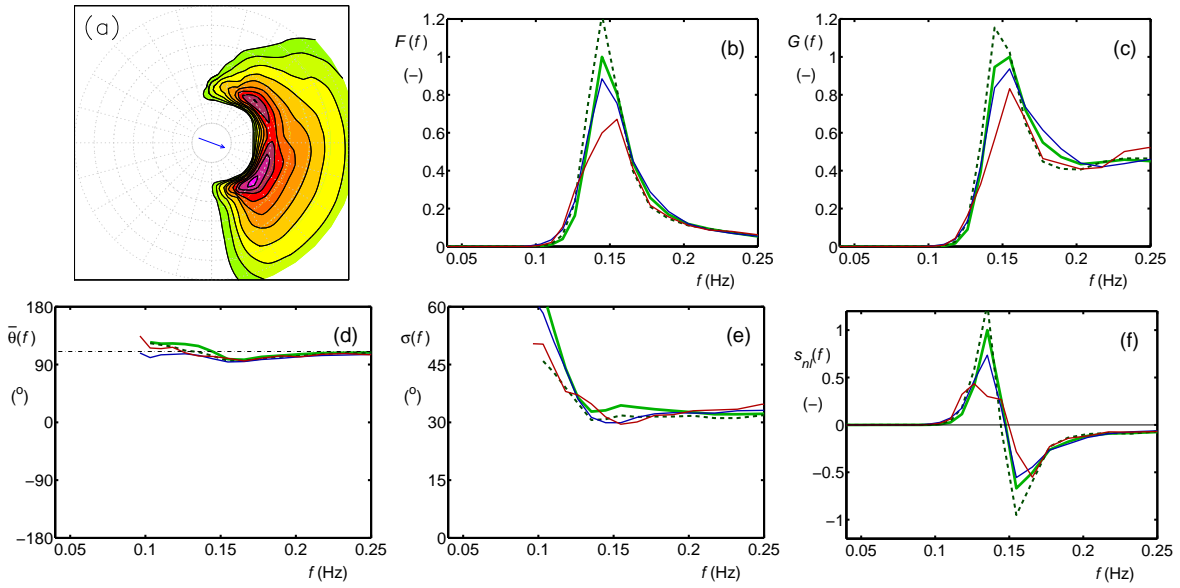 (a)
1.2
1
0.8
0.6
0.4
0.2
0
F(f)
(−)
(b)
0.05 0.1 0.15 0.2 0.25
f (Hz)
1.2
1
0.8
0.6
0.4
0.2
0
G(f)
(−)
(c)
0.05 0.1 0.15 0.2 0.25
f (Hz)
180
90
0
−90
−180
θ̄(f)
(°)
(d)
0.05 0.1 0.15 0.2 0.25
f (Hz)
60
45
30
15
0
σ(f)
(°)
(e)
0.05 0.1 0.15 0.2 0.25
f (Hz)
1
0.5
0
−0.5
−1
s_nl(f)
(−)
(f)
0.05 0.1 0.15 0.2 0.25
f (Hz)